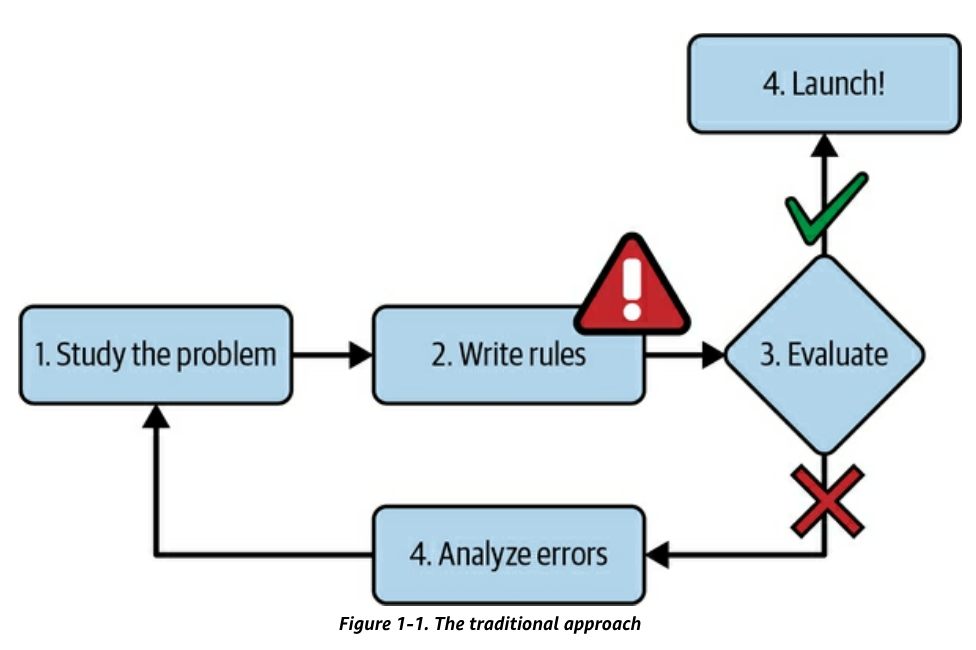 4. Launch!
1. Study the problem
2. Write rules
3. Evaluate
4. Analyze errors
Figure 1-1. The traditional approach